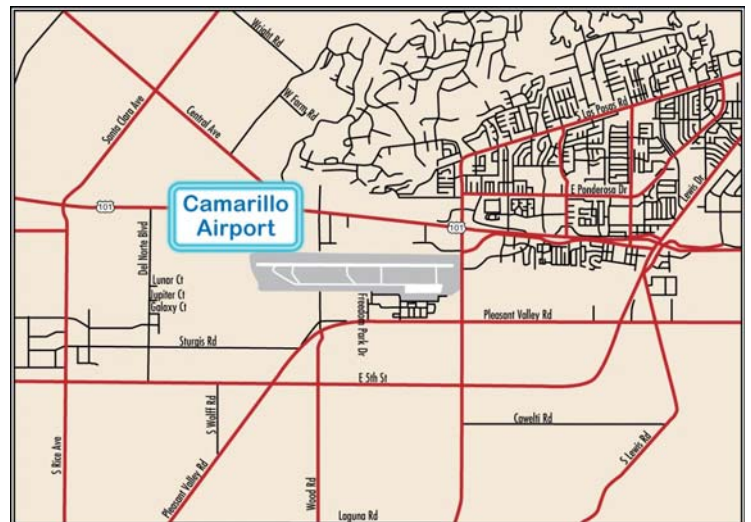 Wright Rd
W Farm Rd
Santa Clara Ave
Central Ave
S Las Posas Rd
E Ponderosa Dr
Lewis Dr
101
Camarillo
Airport
101
Del Norte Blvd
Lunar Ct
Jupiter Ct
Galaxy Ct
Freedom Park Dr
Pleasant Valley Rd
Sturgis Rd
E 5th St
S Wolff Rd
Cawelti Rd
S Rice Ave
Pleasant Valley Rd
Wood Rd
S Lewis Rd
Laguna Rd